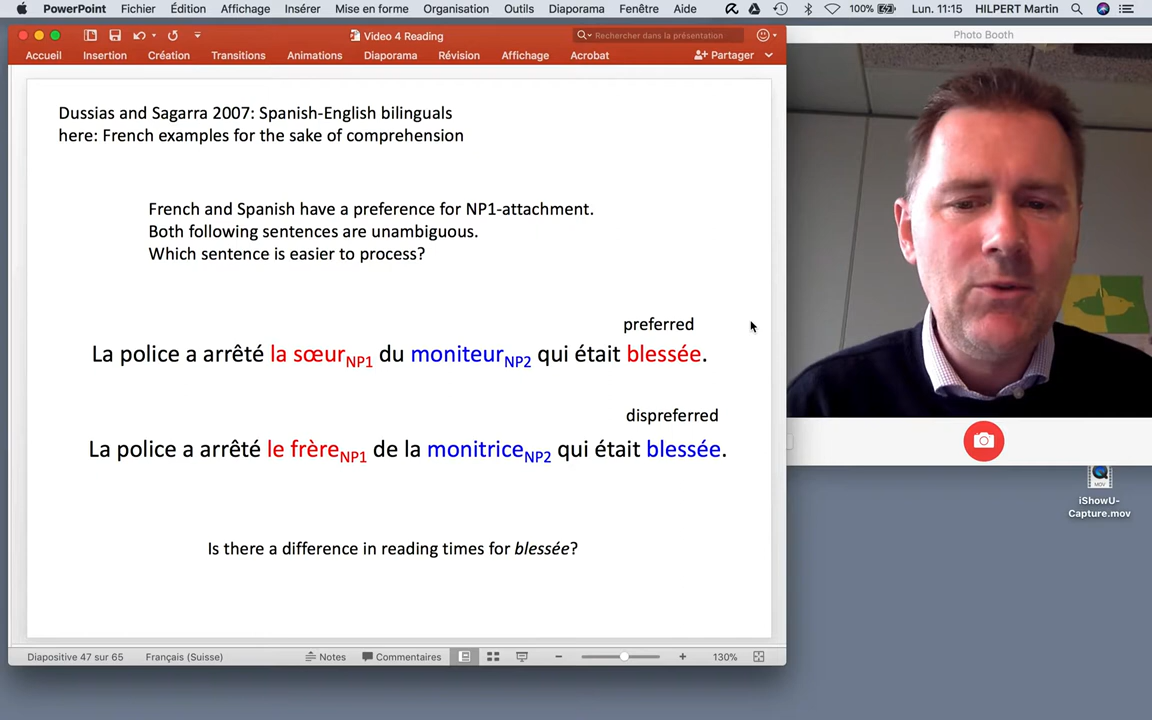 PowerPoint Fichier Édition Affichage Insérer Mise en forme Organisation Outils Diaporama Fenêtre Aide 100% Lun. 11:15 HILPERT Martin
Video 4 Reading
Rechercher dans la présentation
Photo Booth
Accueil Insertion Création Transitions Animations Diaporama Révision Affichage Acrobat Partager
Dussias and Sagarra 2007: Spanish-English bilinguals
here: French examples for the sake of comprehension
French and Spanish have a preference for NP1-attachment.
Both following sentences are unambiguous.
Which sentence is easier to process?
preferred
La police a arrêté la sœurNP1 du moniteurNP2 qui était blessée.
dispreferred
La police a arrêté le frèreNP1 de la monitriceNP2 qui était blessée.
Is there a difference in reading times for blessée?
MOV
iShowU-
Capture.mov
Diapositive 47 sur 65 Français (Suisse) Notes Commentaires 130%